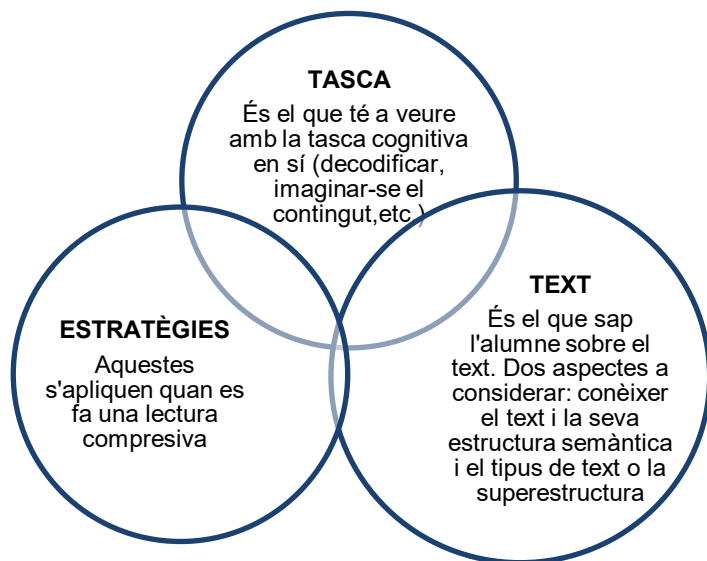 TASCA
És el que té a veure
amb la tasca cognitiva
en sí (decodificar,
imaginar-se el
contingut,etc.)
ESTRATÈGIES
Aquestes
s'apliquen quan es
fa una lectura
compresiva
TEXT
És el que sap
l'alumne sobre el
text. Dos aspectes a
considerar: conèixer
el text i la seva
estructura semàntica
i el tipus de text o la
superestructura